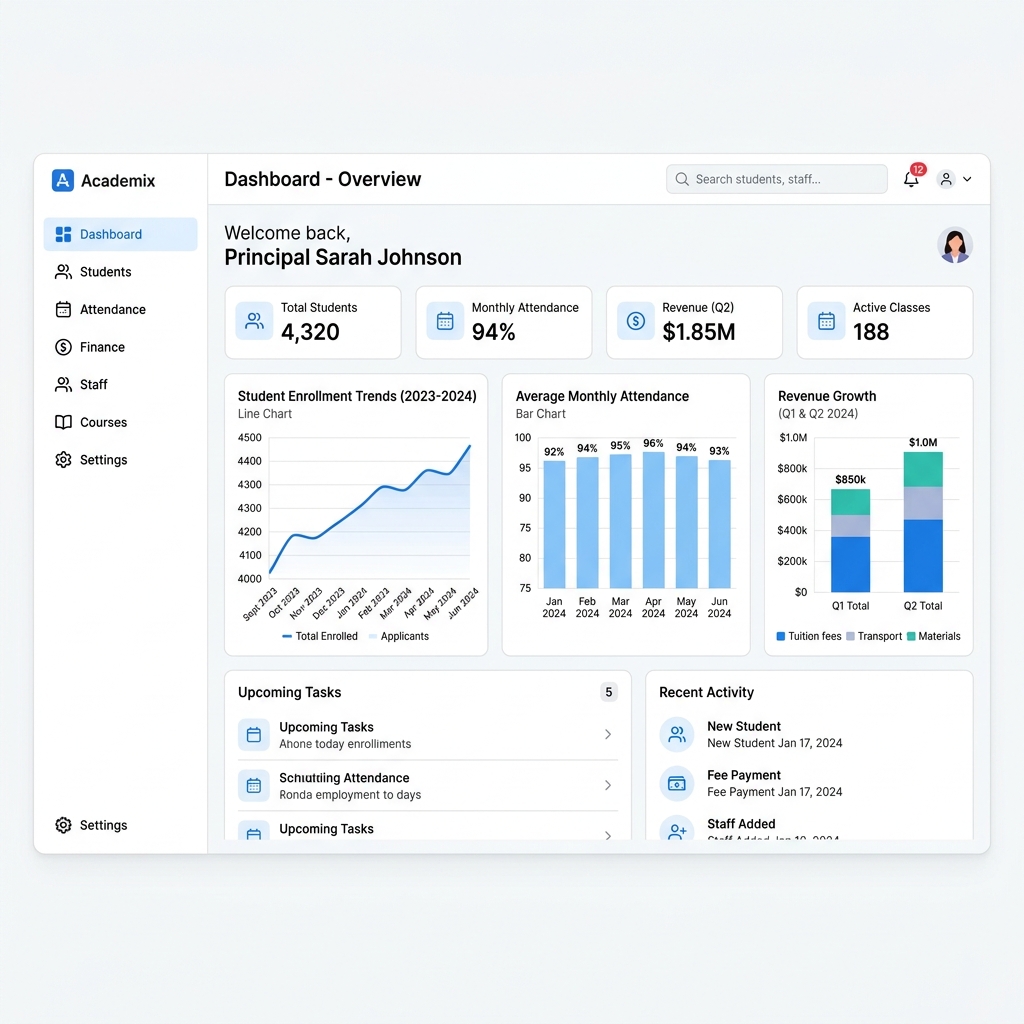 Academix
Dashboard - Overview
Search students, staff...
12
Dashboard
Students
Attendance
Finance
Staff
Courses
Settings
Settings
Welcome back,
Principal Sarah Johnson
Total Students
4,320
Monthly Attendance
94%
Revenue (Q2)
$1.85M
Active Classes
188
Student Enrollment Trends (2023-2024)
Line Chart
4500
4400
4300
4300
4200
4100
4000
Sept 2023
Oct 2023
Nov 2023
Dec 2023
Jan 2024
Feb 2023
Mar 2024
Apr 2024
May 2024
Jun 2024
Total Enrolled
Applicants
Average Monthly Attendance
Bar Chart
100
95
90
75
80
75
92%
94%
95%
96%
94%
93%
Jan 2024
Feb 2024
Mar 2024
Apr 2024
May 2024
Jun 2024
Revenue Growth
(Q1 & Q2 2024)
$1.0M
$800k
$600k
$400k
$200k
$0
$850k
$1.0M
Q1 Total
Q2 Total
Tuition fees
Transport
Materials
Upcoming Tasks
5
Upcoming Tasks
Ahone today enrollments
Attendance
Ronda employment to days
Upcoming Tasks
Recent Activity
New Student
New Student Jan 17, 2024
Fee Payment
Fee Payment Jan 17, 2024
Staff Added